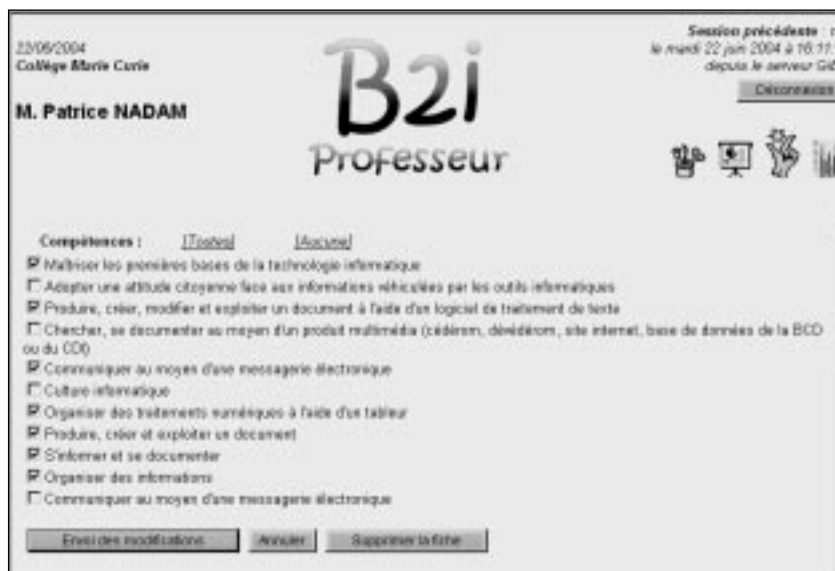 22/06/2004
Collège Marie Curie
M. Patrice NADAM
B2i
Professeur
Session précédente :
le mardi 22 juin 2004 à 16:11:
depuis le serveur
Déconnexion
Compétences : [Toutes] [Aucune]
Maîtriser les premières bases de la technologie informatique
Adopter une attitude citoyenne face aux informations véhiculées par les outils informatiques
Produire, créer, modifier et exploiter un document à l'aide d'un logiciel de traitement de texte
Chercher, se documenter au moyen d'un produit multimédia (cédérom, dévédérom, site internet, base de données de la BCD
ou du CDI)
Communiquer au moyen d'une messagerie électronique
Culture informatique
Organiser des traitements numériques à l'aide d'un tableur
Produire, créer et exploiter un document
S'informer et se documenter
Organiser des informations
Communiquer au moyen d'une messagerie électronique
Envoi des modifications Annuler Supprimer la fiche